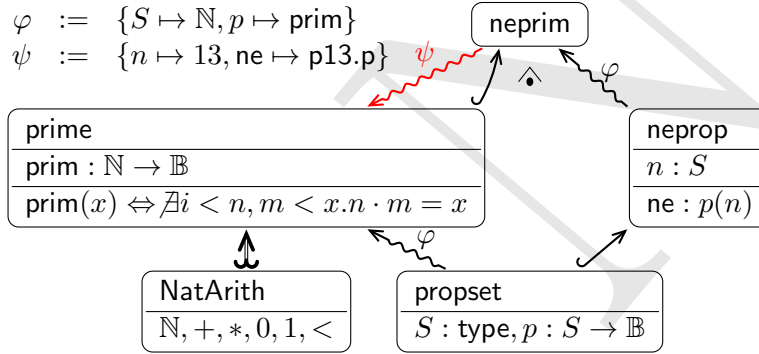 φ := {S ↦ ℕ, p ↦ prim}
ψ := {n ↦ 13, ne ↦ p13.p}
neprim
ψ
φ
prime
prim : ℕ → 𝔹
prim(x) ⇔ ∄i < n, m < x.n · m = x
neprop
n : S
ne : p(n)
φ
NatArith
ℕ, +, ∗, 0, 1, <
propset
S : type, p : S → 𝔹